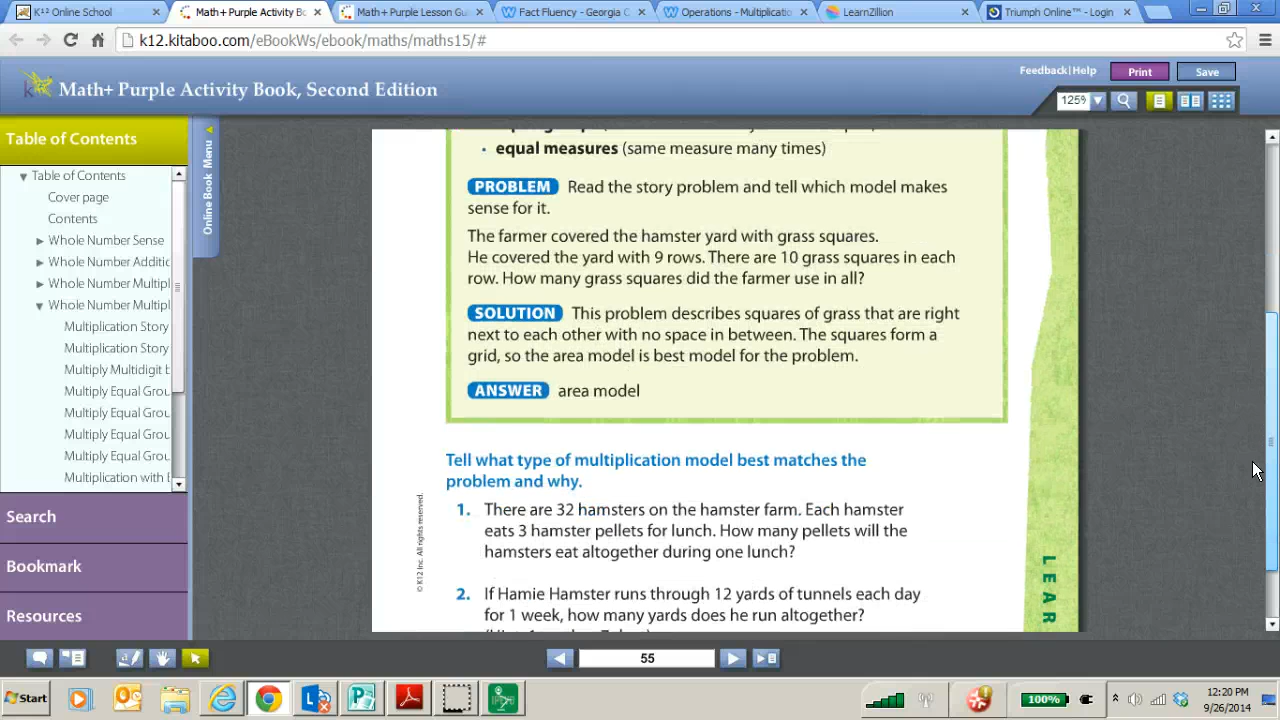 K12 Online School
Math+ Purple Activity Bo
Math+ Purple Lesson Gu
Fact Fluency - Georgia C
Operations - Multiplicatio
LearnZillion
Triumph Online™ - Login
k12.kitaboo.com/eBookWs/ebook/maths/maths15/#
Feedback|Help
Print
Save
Math+ Purple Activity Book, Second Edition
125%
Table of Contents
Table of Contents
Cover page
Contents
Whole Number Sense
Whole Number Additic
Whole Number Multipl
Whole Number Multipl
Multiplication Story
Multiplication Story
Multiply Multidigit b
Multiply Equal Grou
Multiply Equal Grou
Multiply Equal Grou
Multiply Equal Grou
Multiplication with D
Search
Bookmark
Resources
Online Book Menu
• equal measures (same measure many times)
PROBLEM Read the story problem and tell which model makes
sense for it.
The farmer covered the hamster yard with grass squares.
He covered the yard with 9 rows. There are 10 grass squares in each
row. How many grass squares did the farmer use in all?
SOLUTION This problem describes squares of grass that are right
next to each other with no space in between. The squares form a
grid, so the area model is best model for the problem.
ANSWER area model
Tell what type of multiplication model best matches the
problem and why.
1. There are 32 hamsters on the hamster farm. Each hamster
eats 3 hamster pellets for lunch. How many pellets will the
hamsters eat altogether during one lunch?
2. If Hamie Hamster runs through 12 yards of tunnels each day
for 1 week, how many yards does he run altogether?
© K12 Inc. All rights reserved.
LEAR
55
Start
100%
12:20 PM
9/26/2014